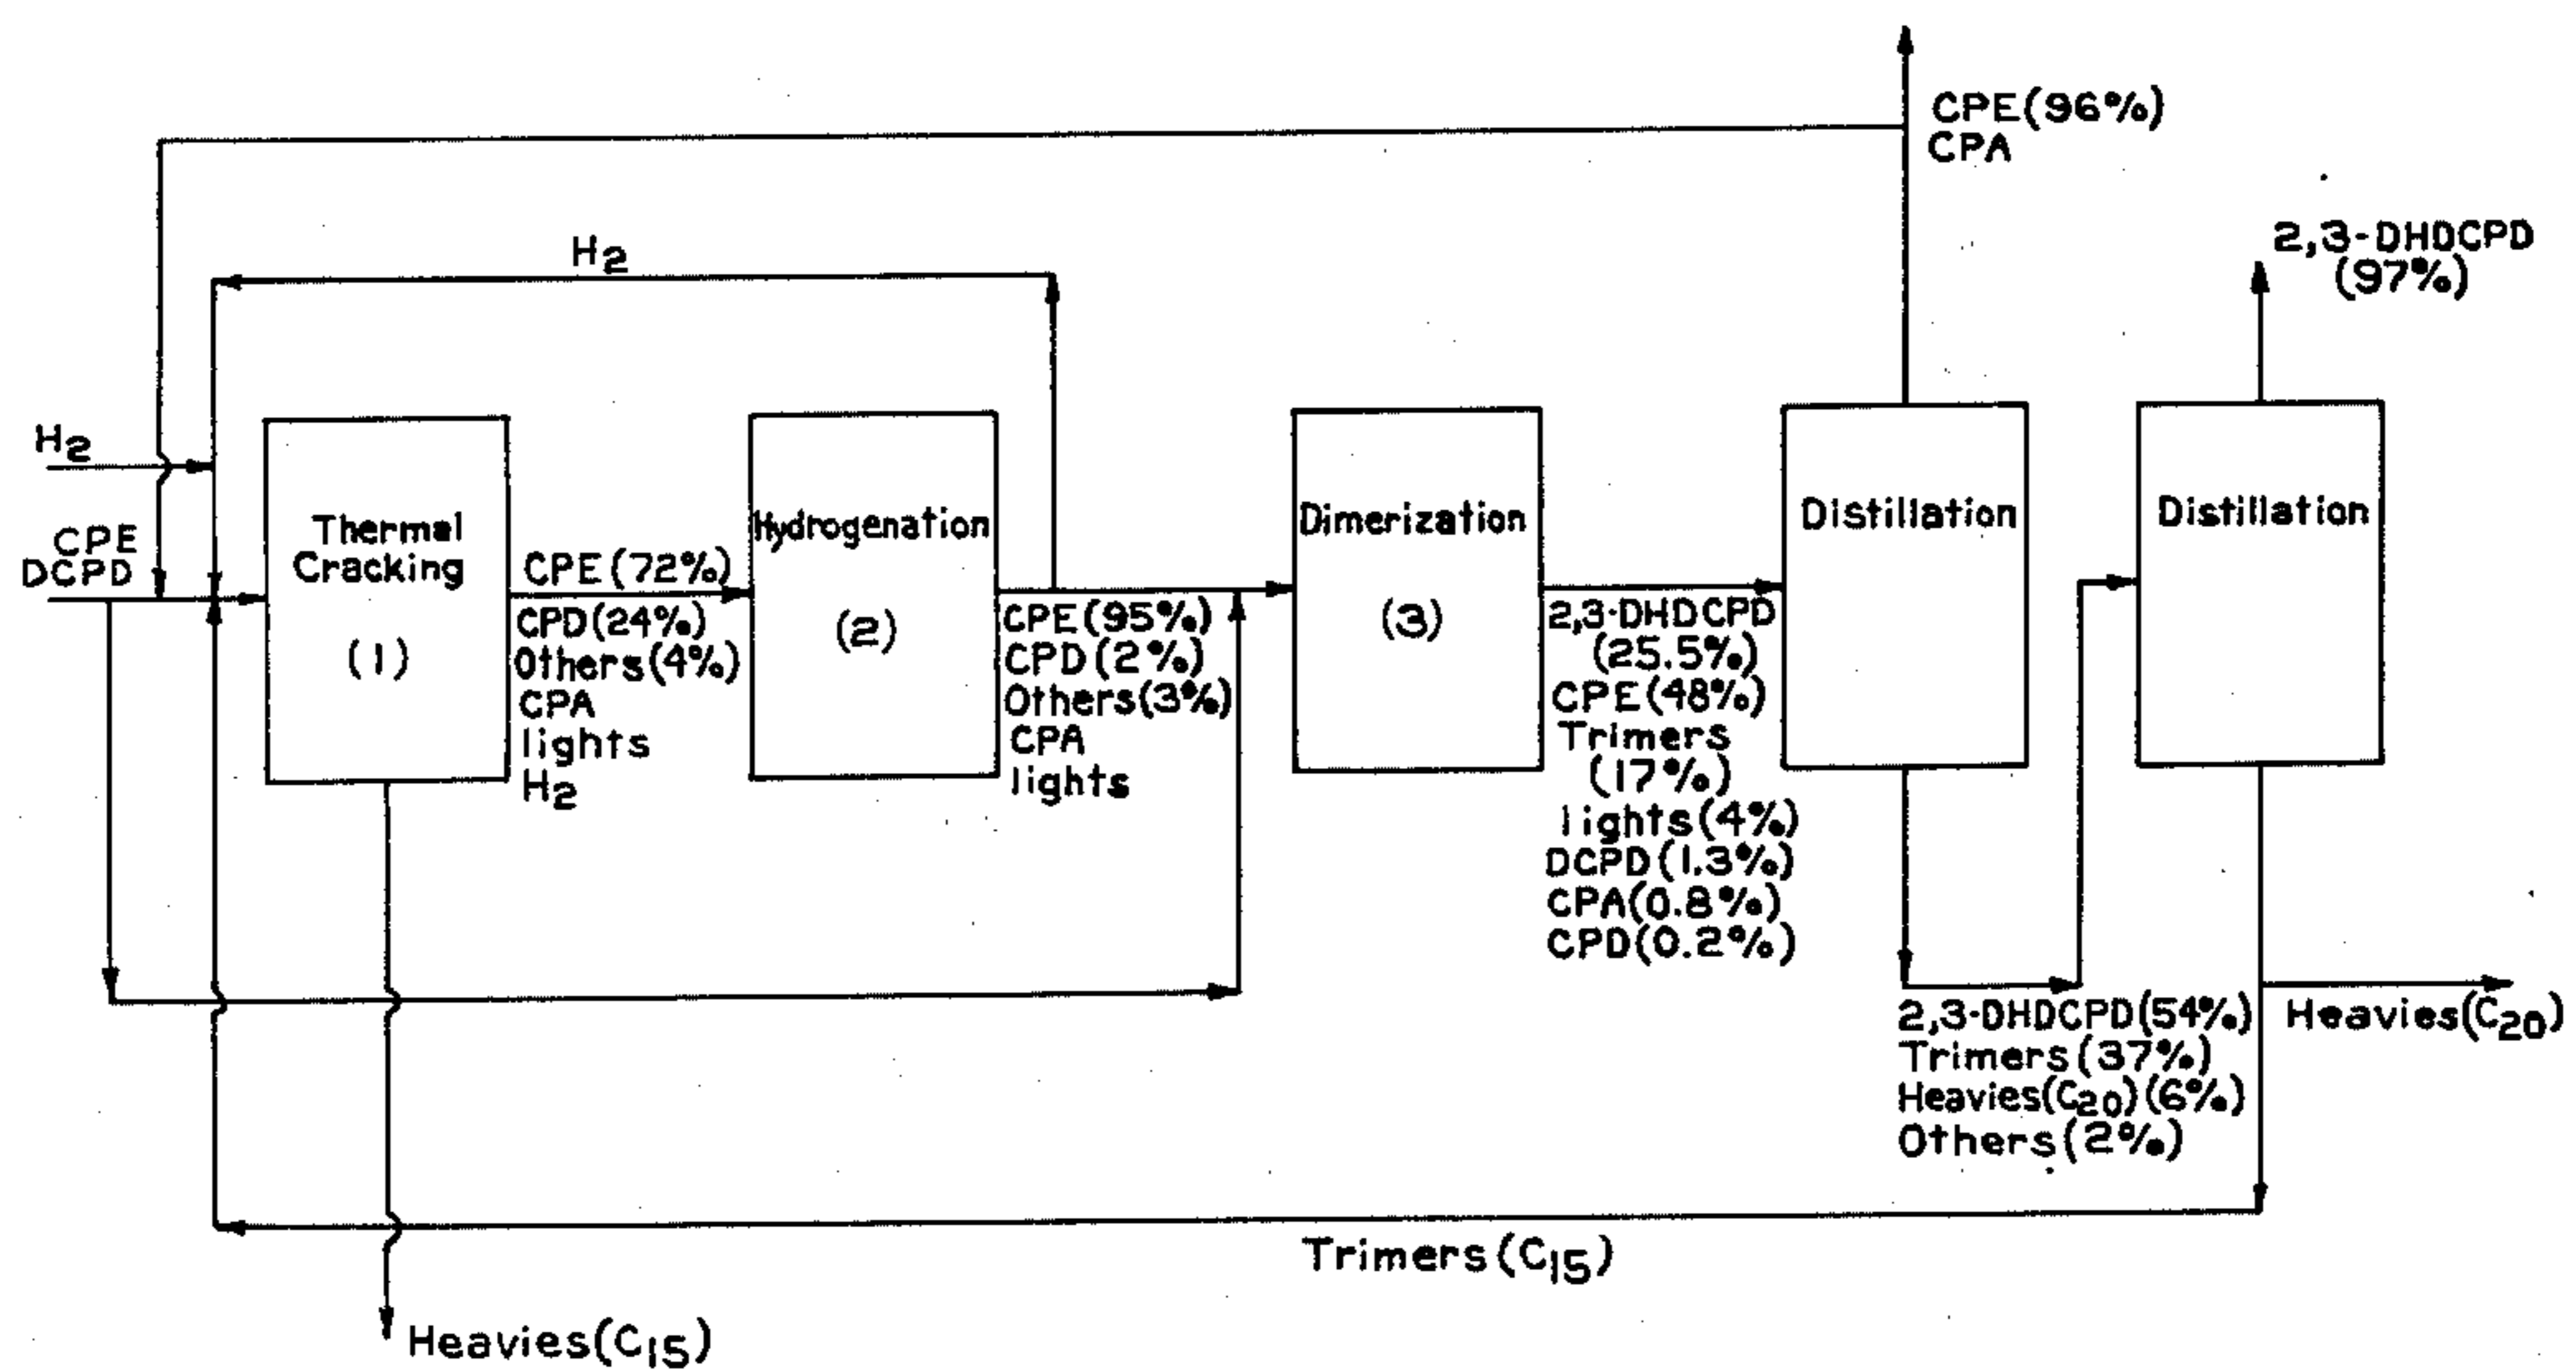 CPE(96%)
CPA
H₂
2,3-DHDCPD
(97%)
H₂
CPE
DCPD
Thermal
Cracking
(1)
CPE(72%)
CPD(24%)
Others(4%)
CPA
lights
H₂
Hydrogenation
(2)
CPE(95%)
CPD(2%)
Others(3%)
CPA
lights
Dimerization
(3)
2,3-DHDCPD
(25.5%)
CPE(48%)
Trimers
(17%)
lights(4%)
DCPD(1.3%)
CPA(0.8%)
CPD(0.2%)
Distillation
Distillation
2,3-DHDCPD(54%)
Trimers(37%)
Heavies(C₂₀)(6%)
Others(2%)
Heavies(C₂₀)
Trimers(C₁₅)
Heavies(C₁₅)